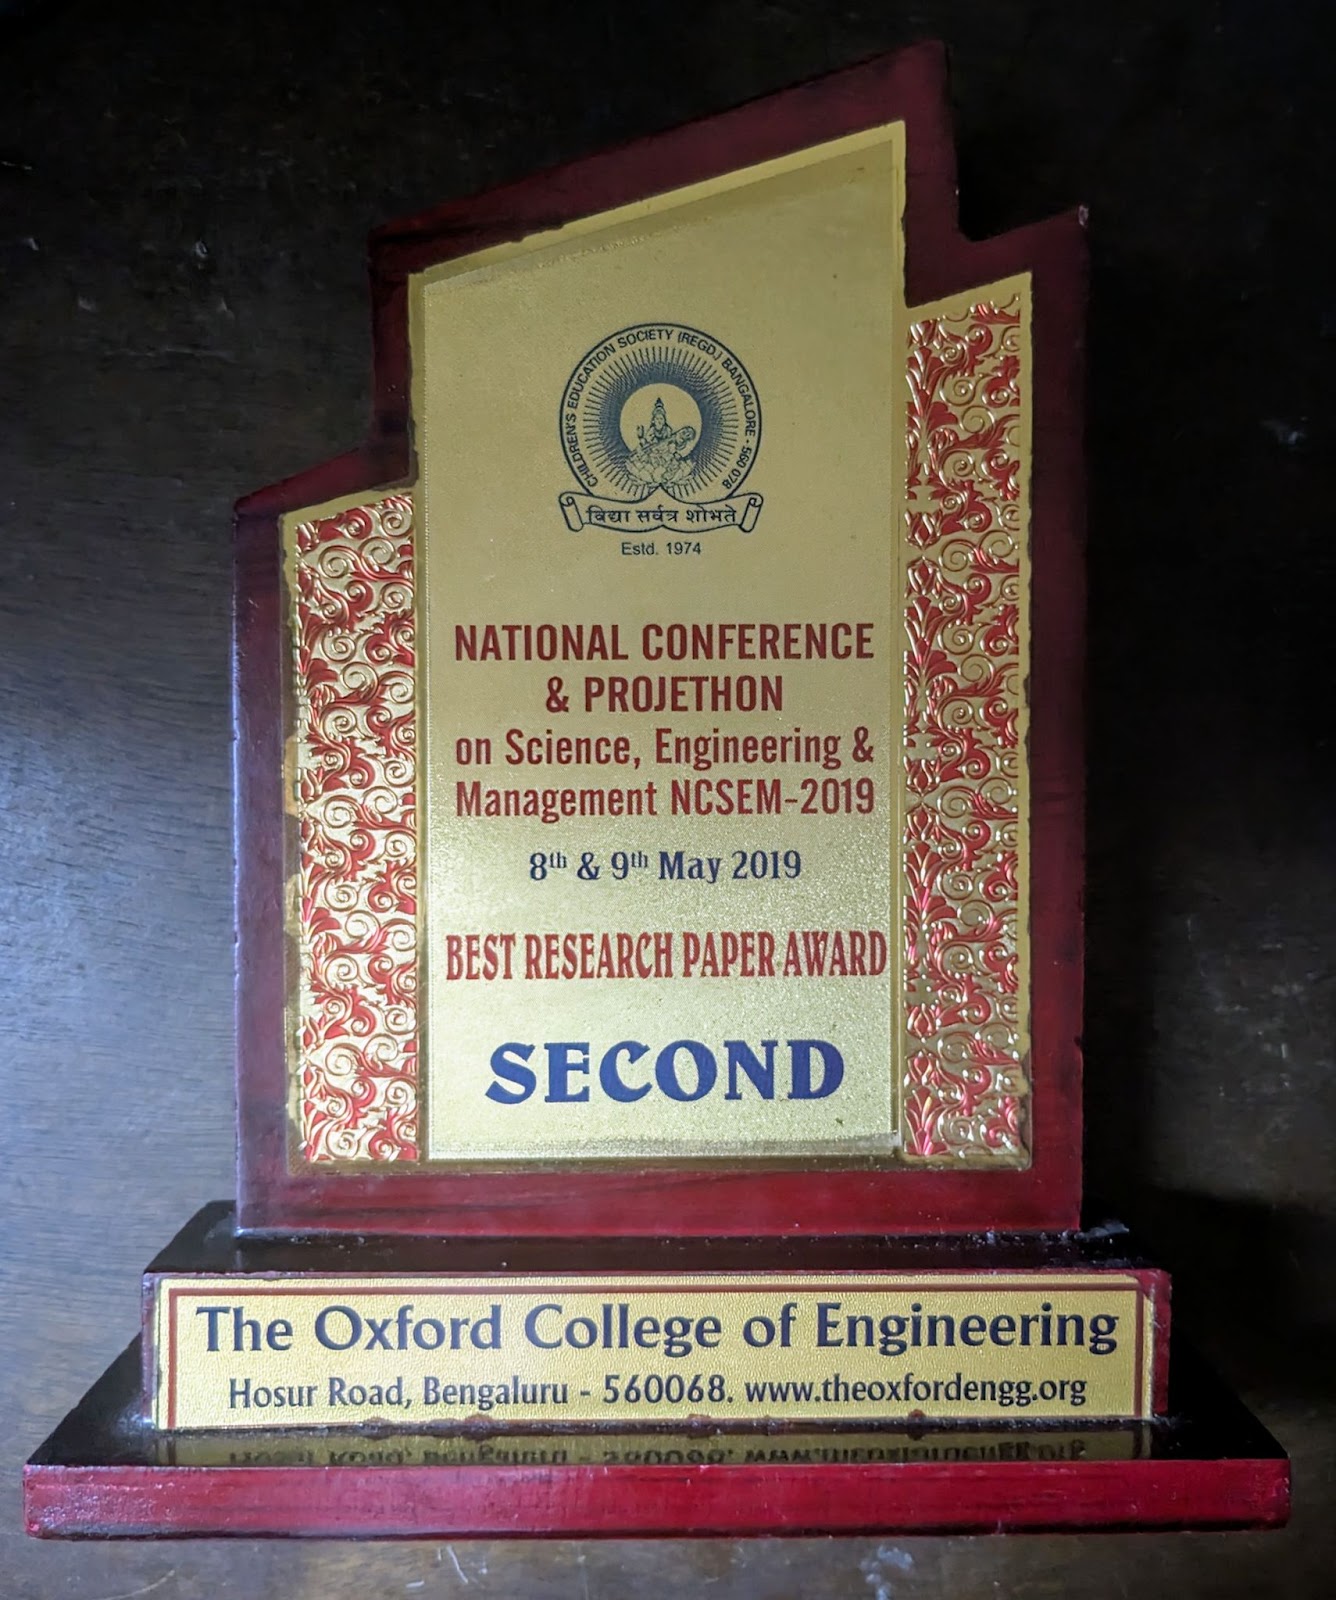 CHILDREN'S EDUCATION SOCIETY (REGD.) BANGALORE - 560 078
विद्या सर्वत्र शोभते
Estd. 1974
NATIONAL CONFERENCE
& PROJETHON
on Science, Engineering &
Management NCSEM-2019
8th & 9th May 2019
BEST RESEARCH PAPER AWARD
SECOND
The Oxford College of Engineering
Hosur Road, Bengaluru - 560068. www.theoxfordengg.org